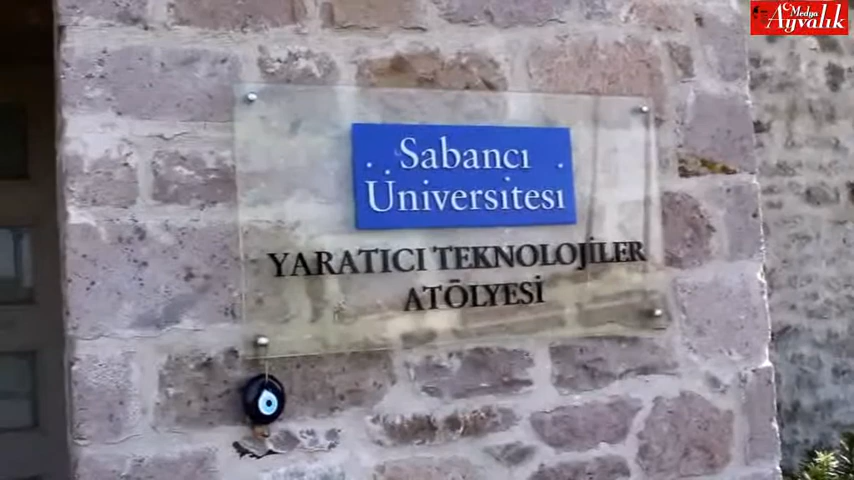 Medya
Ayvalık
Sabancı
Üniversitesi
YARATICI TEKNOLOJİLER
ATÖLYESİ